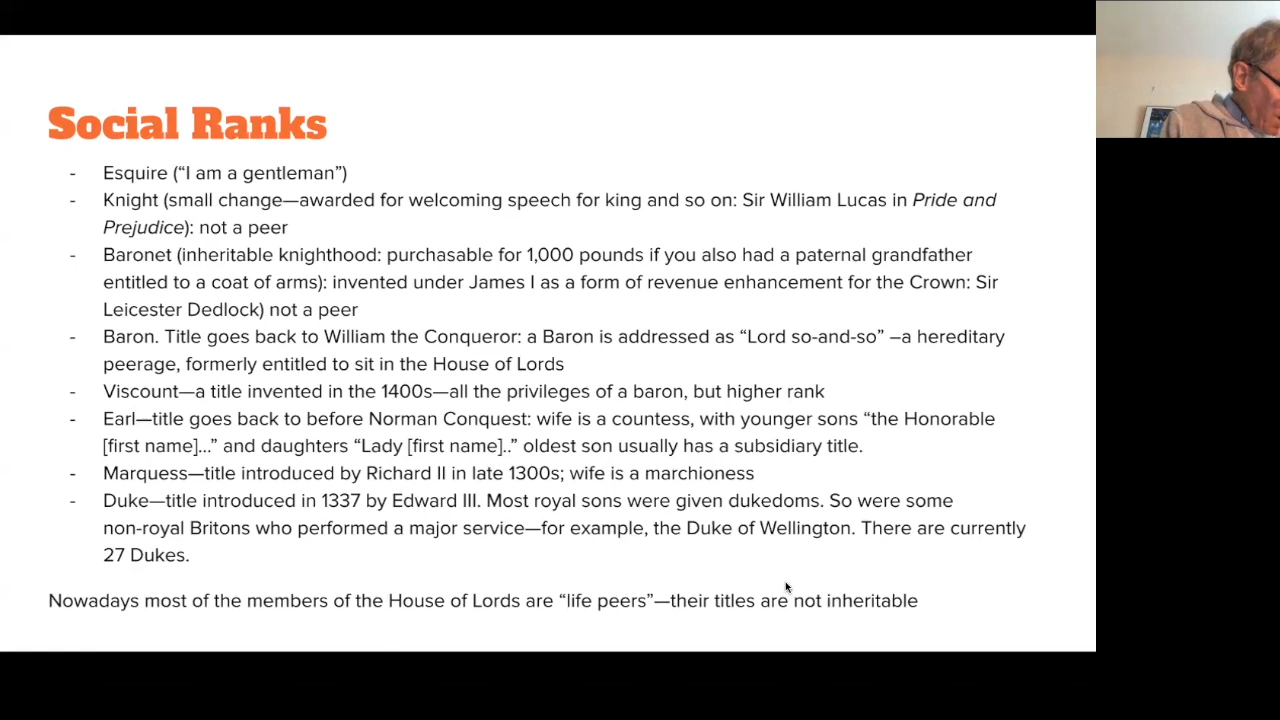 Social Ranks
- Esquire (“I am a gentleman”)
- Knight (small change—awarded for welcoming speech for king and so on: Sir William Lucas in Pride and
Prejudice): not a peer
- Baronet (inheritable knighthood: purchasable for 1,000 pounds if you also had a paternal grandfather
entitled to a coat of arms): invented under James I as a form of revenue enhancement for the Crown: Sir
Leicester Dedlock) not a peer
- Baron. Title goes back to William the Conqueror: a Baron is addressed as “Lord so-and-so” –a hereditary
peerage, formerly entitled to sit in the House of Lords
- Viscount—a title invented in the 1400s—all the privileges of a baron, but higher rank
- Earl—title goes back to before Norman Conquest: wife is a countess, with younger sons “the Honorable
[first name]...” and daughters “Lady [first name]..” oldest son usually has a subsidiary title.
- Marquess—title introduced by Richard II in late 1300s; wife is a marchioness
- Duke—title introduced in 1337 by Edward III. Most royal sons were given dukedoms. So were some
non-royal Britons who performed a major service—for example, the Duke of Wellington. There are currently
27 Dukes.
Nowadays most of the members of the House of Lords are “life peers”—their titles are not inheritable